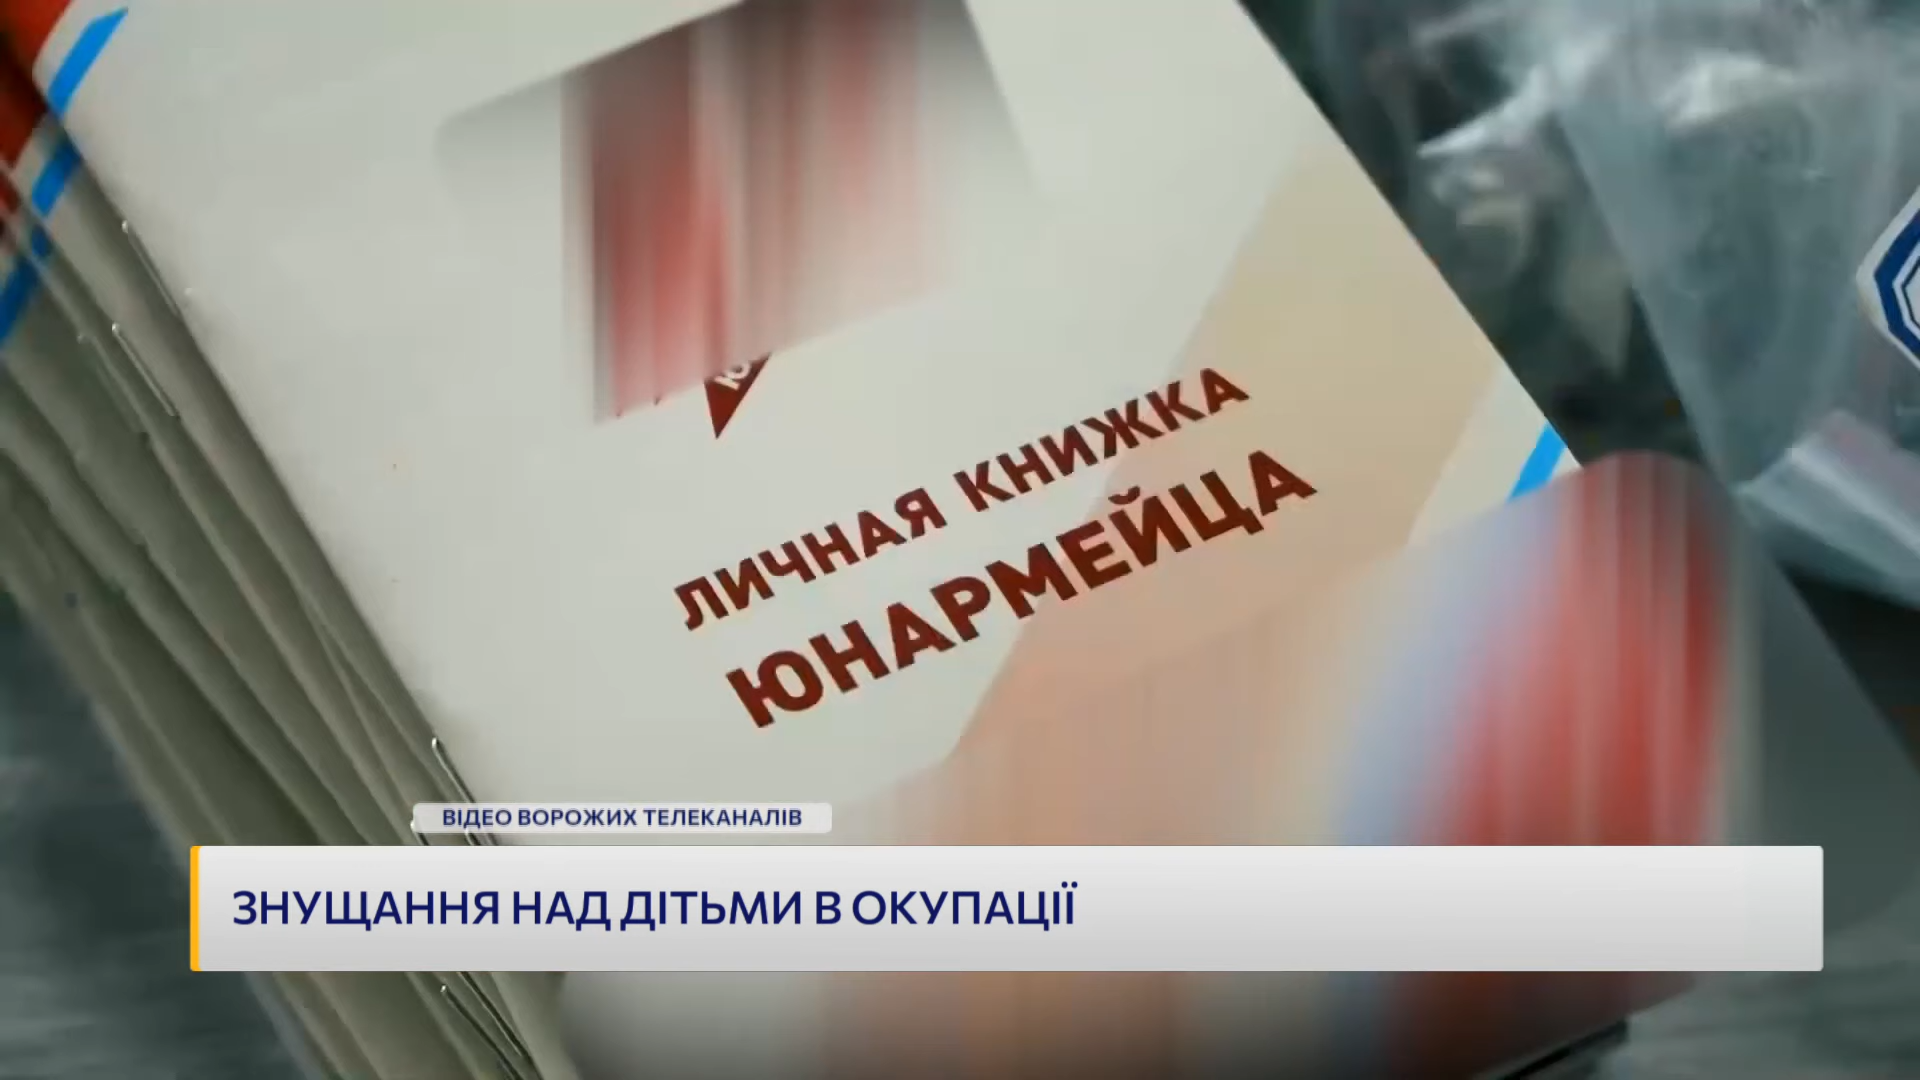 Ю
ЛИЧНАЯ КНИЖКА
ЮНАРМЕЙЦА
ВІДЕО ВОРОЖИХ ТЕЛЕКАНАЛІВ
ЗНУЩАННЯ НАД ДІТЬМИ В ОКУПАЦІЇ